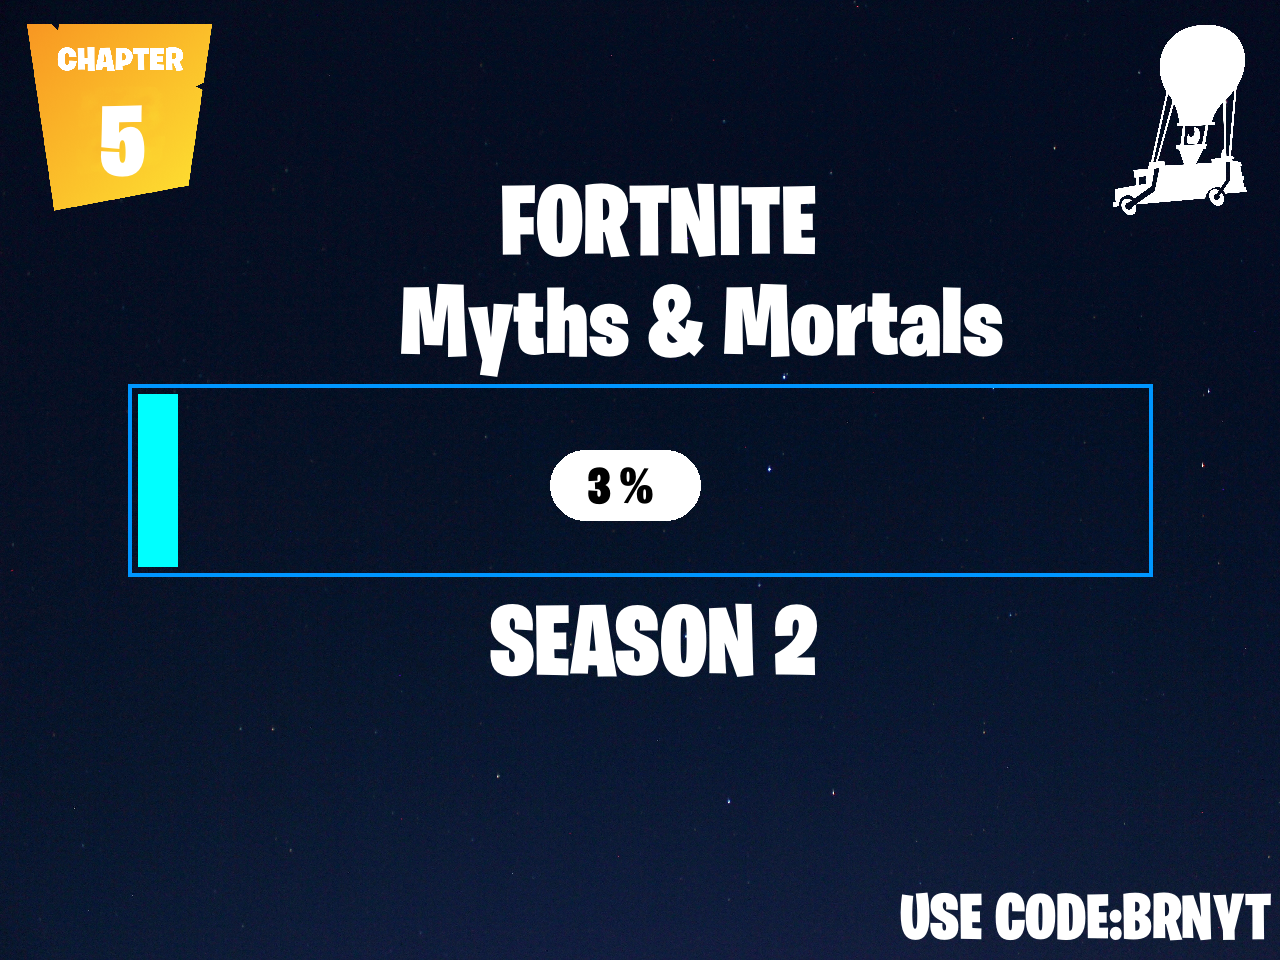 CHAPTER
5
FORTNITE
Myths & Mortals
3 %
SEASON 2
USE CODE:BRNYT